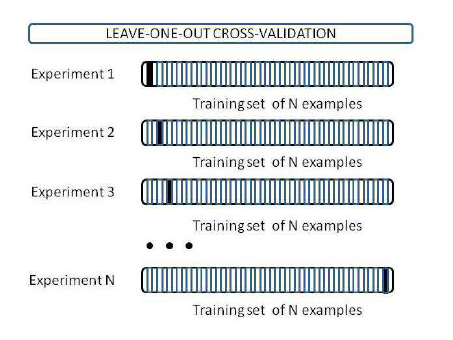 LEAVE-ONE-OUT CROSS-VALIDATION
Experiment 1
Training set of N examples
Experiment 2
Training set of N examples
Experiment 3
Training set of N examples
• • •
Experiment N
Training set of N examples